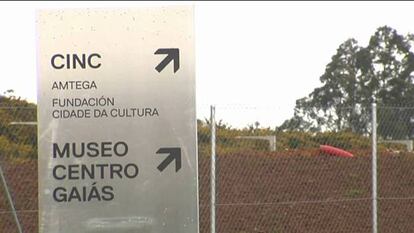 CINC
AMTEGA
FUNDACIÓN
CIDADE DA CULTURA
MUSEO
CENTRO
GAIÁS